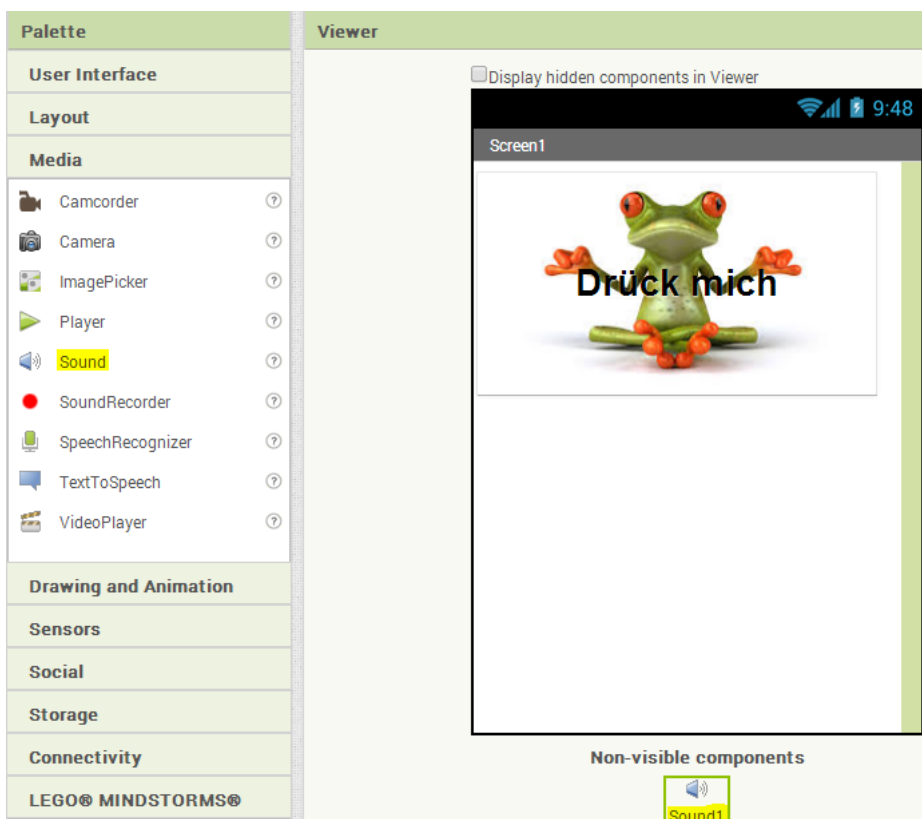 Palette
User Interface
Layout
Media
Camcorder
Camera
ImagePicker
Player
Sound
SoundRecorder
SpeechRecognizer
TextToSpeech
VideoPlayer
Drawing and Animation
Sensors
Social
Storage
Connectivity
LEGO® MINDSTORMS®
Viewer
Display hidden components in Viewer
9:48
Screen1
Drück mich
Non-visible components
Sound1